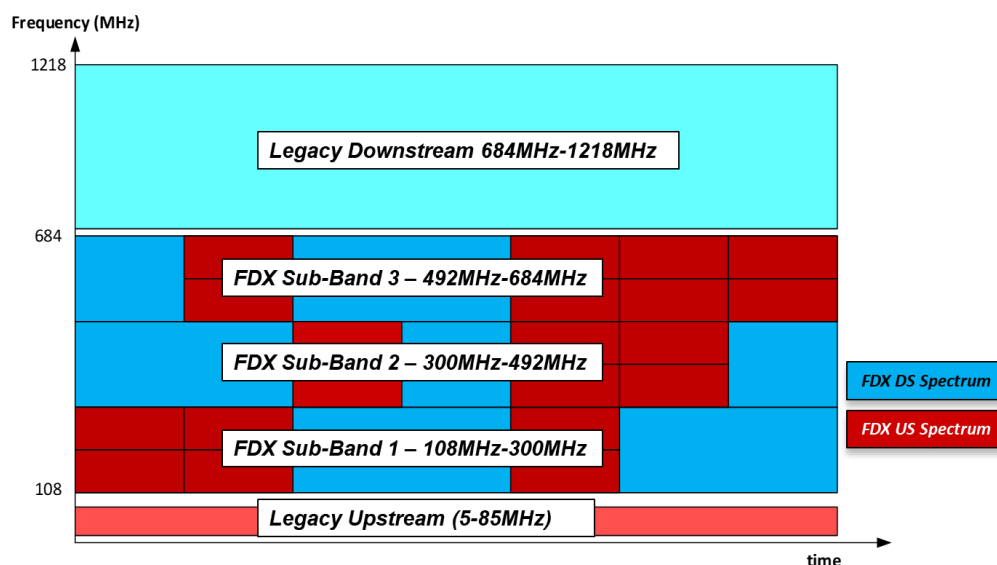 Frequency (MHz)
1218
Legacy Downstream 684MHz-1218MHz
684
FDX Sub-Band 3 – 492MHz-684MHz
FDX Sub-Band 2 – 300MHz-492MHz
FDX DS Spectrum
FDX US Spectrum
FDX Sub-Band 1 – 108MHz-300MHz
108
Legacy Upstream (5-85MHz)
time